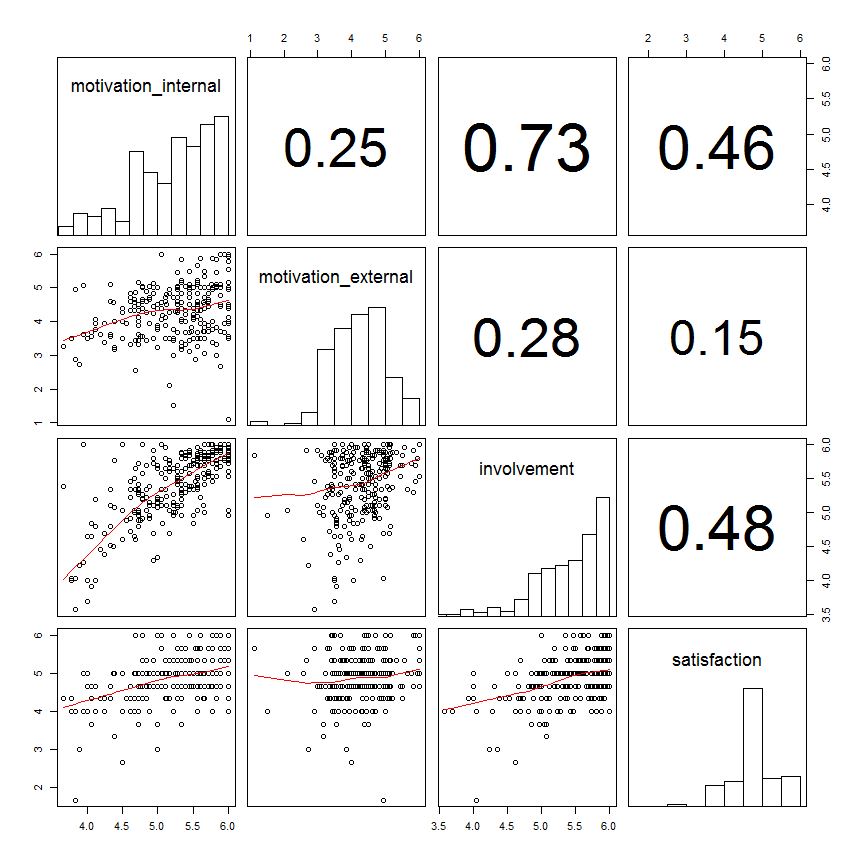 1 2 3 4 5 6
2 3 4 5 6
motivation_internal
0.25
0.73
0.46
4.0 4.5 5.0 5.5 6.0
1 2 3 4 5 6
motivation_external
0.28
0.15
involvement
0.48
3.5 4.0 4.5 5.0 5.5 6.0
2 3 4 5 6
satisfaction
4.0 4.5 5.0 5.5 6.0
3.5 4.0 4.5 5.0 5.5 6.0